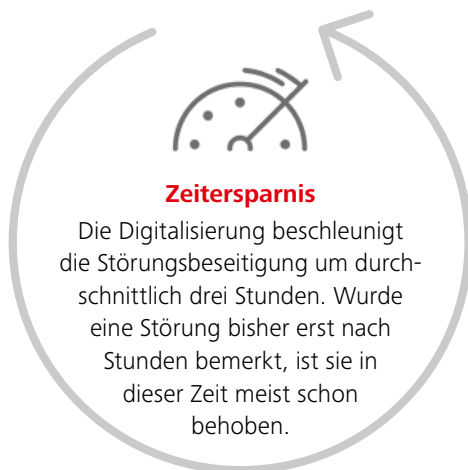 Zeitersparnis
Die Digitalisierung beschleunigt
die Störungsbeseitigung um durch-
schnittlich drei Stunden. Wurde
eine Störung bisher erst nach
Stunden bemerkt, ist sie in
dieser Zeit meist schon
behoben.